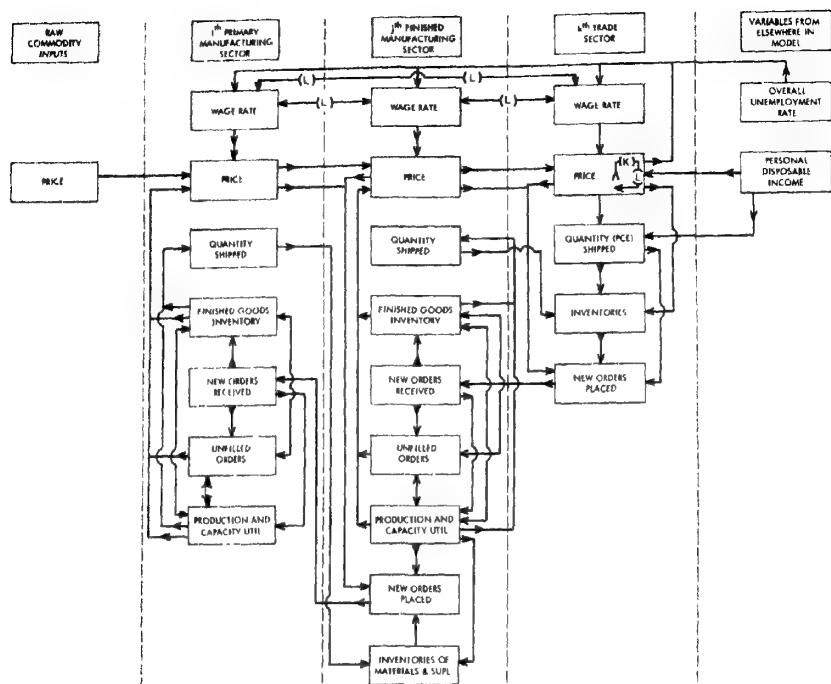 RAW
COMMODITY
INPUTS
i th PRIMARY
MANUFACTURING
SECTOR
j th FINISHED
MANUFACTURING
SECTOR
k th TRADE
SECTOR
VARIABLES FROM
ELSEWHERE IN
MODEL
(L)
(L)
WAGE RATE
(L)
WAGE RATE
(L)
WAGE RATE
OVERALL
UNEMPLOYMENT
RATE
PRICE
PRICE
PRICE
PRICE
(K)
L
PERSONAL
DISPOSABLE
INCOME
QUANTITY
SHIPPED
QUANTITY
SHIPPED
QUANTITY (PCE)
SHIPPED
FINISHED GOODS
INVENTORY
FINISHED GOODS
INVENTORY
INVENTORIES
NEW ORDERS
RECEIVED
NEW ORDERS
RECEIVED
NEW ORDERS
PLACED
UNFILLED
ORDERS
UNFILLED
ORDERS
PRODUCTION AND
CAPACITY UTIL
PRODUCTION AND
CAPACITY UTIL
NEW ORDERS
PLACED
INVENTORIES OF
MATERIALS & SUPL